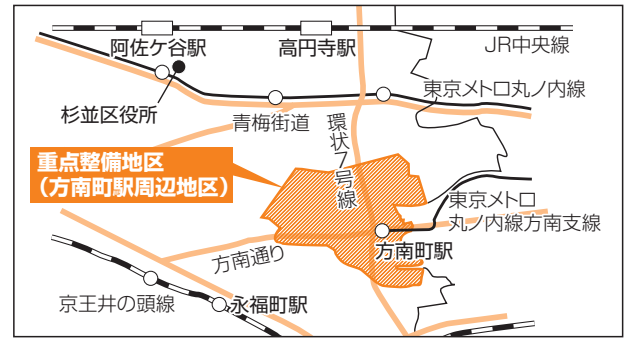 JR中央線
阿佐ケ谷駅
高円寺駅
杉並区役所
東京メトロ丸ノ内線
青梅街道
環状7号線
重点整備地区
（方南町駅周辺地区）
東京メトロ
丸ノ内線方南支線
方南町駅
方南通り
京王井の頭線
永福町駅